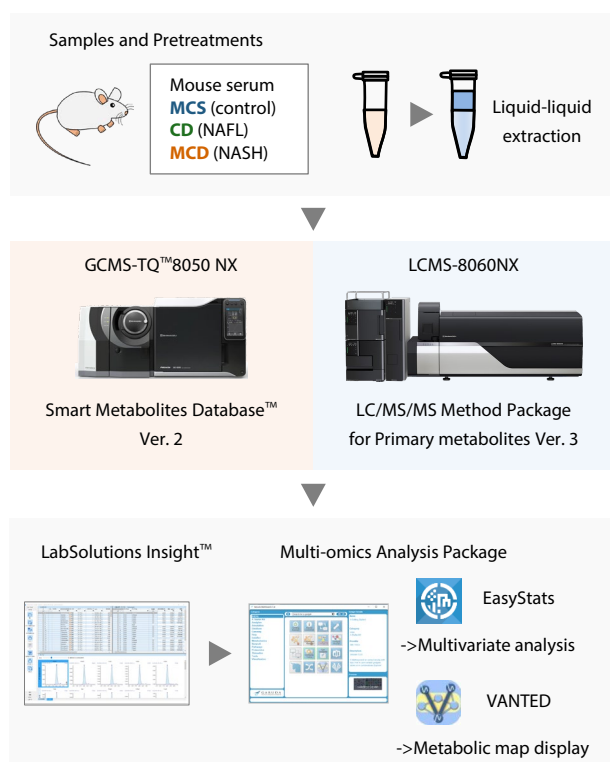 Samples and Pretreatments
Mouse serum
MCS (control)
CD (NAFL)
MCD (NASH)
Liquid-liquid
extraction
GCMS-TQ™8050 NX
Smart Metabolites Database™
Ver. 2
LCMS-8060NX
LC/MS/MS Method Package
for Primary metabolites Ver. 3
LabSolutions Insight™
Multi-omics Analysis Package
EasyStats
->Multivariate analysis
VANTED
->Metabolic map display